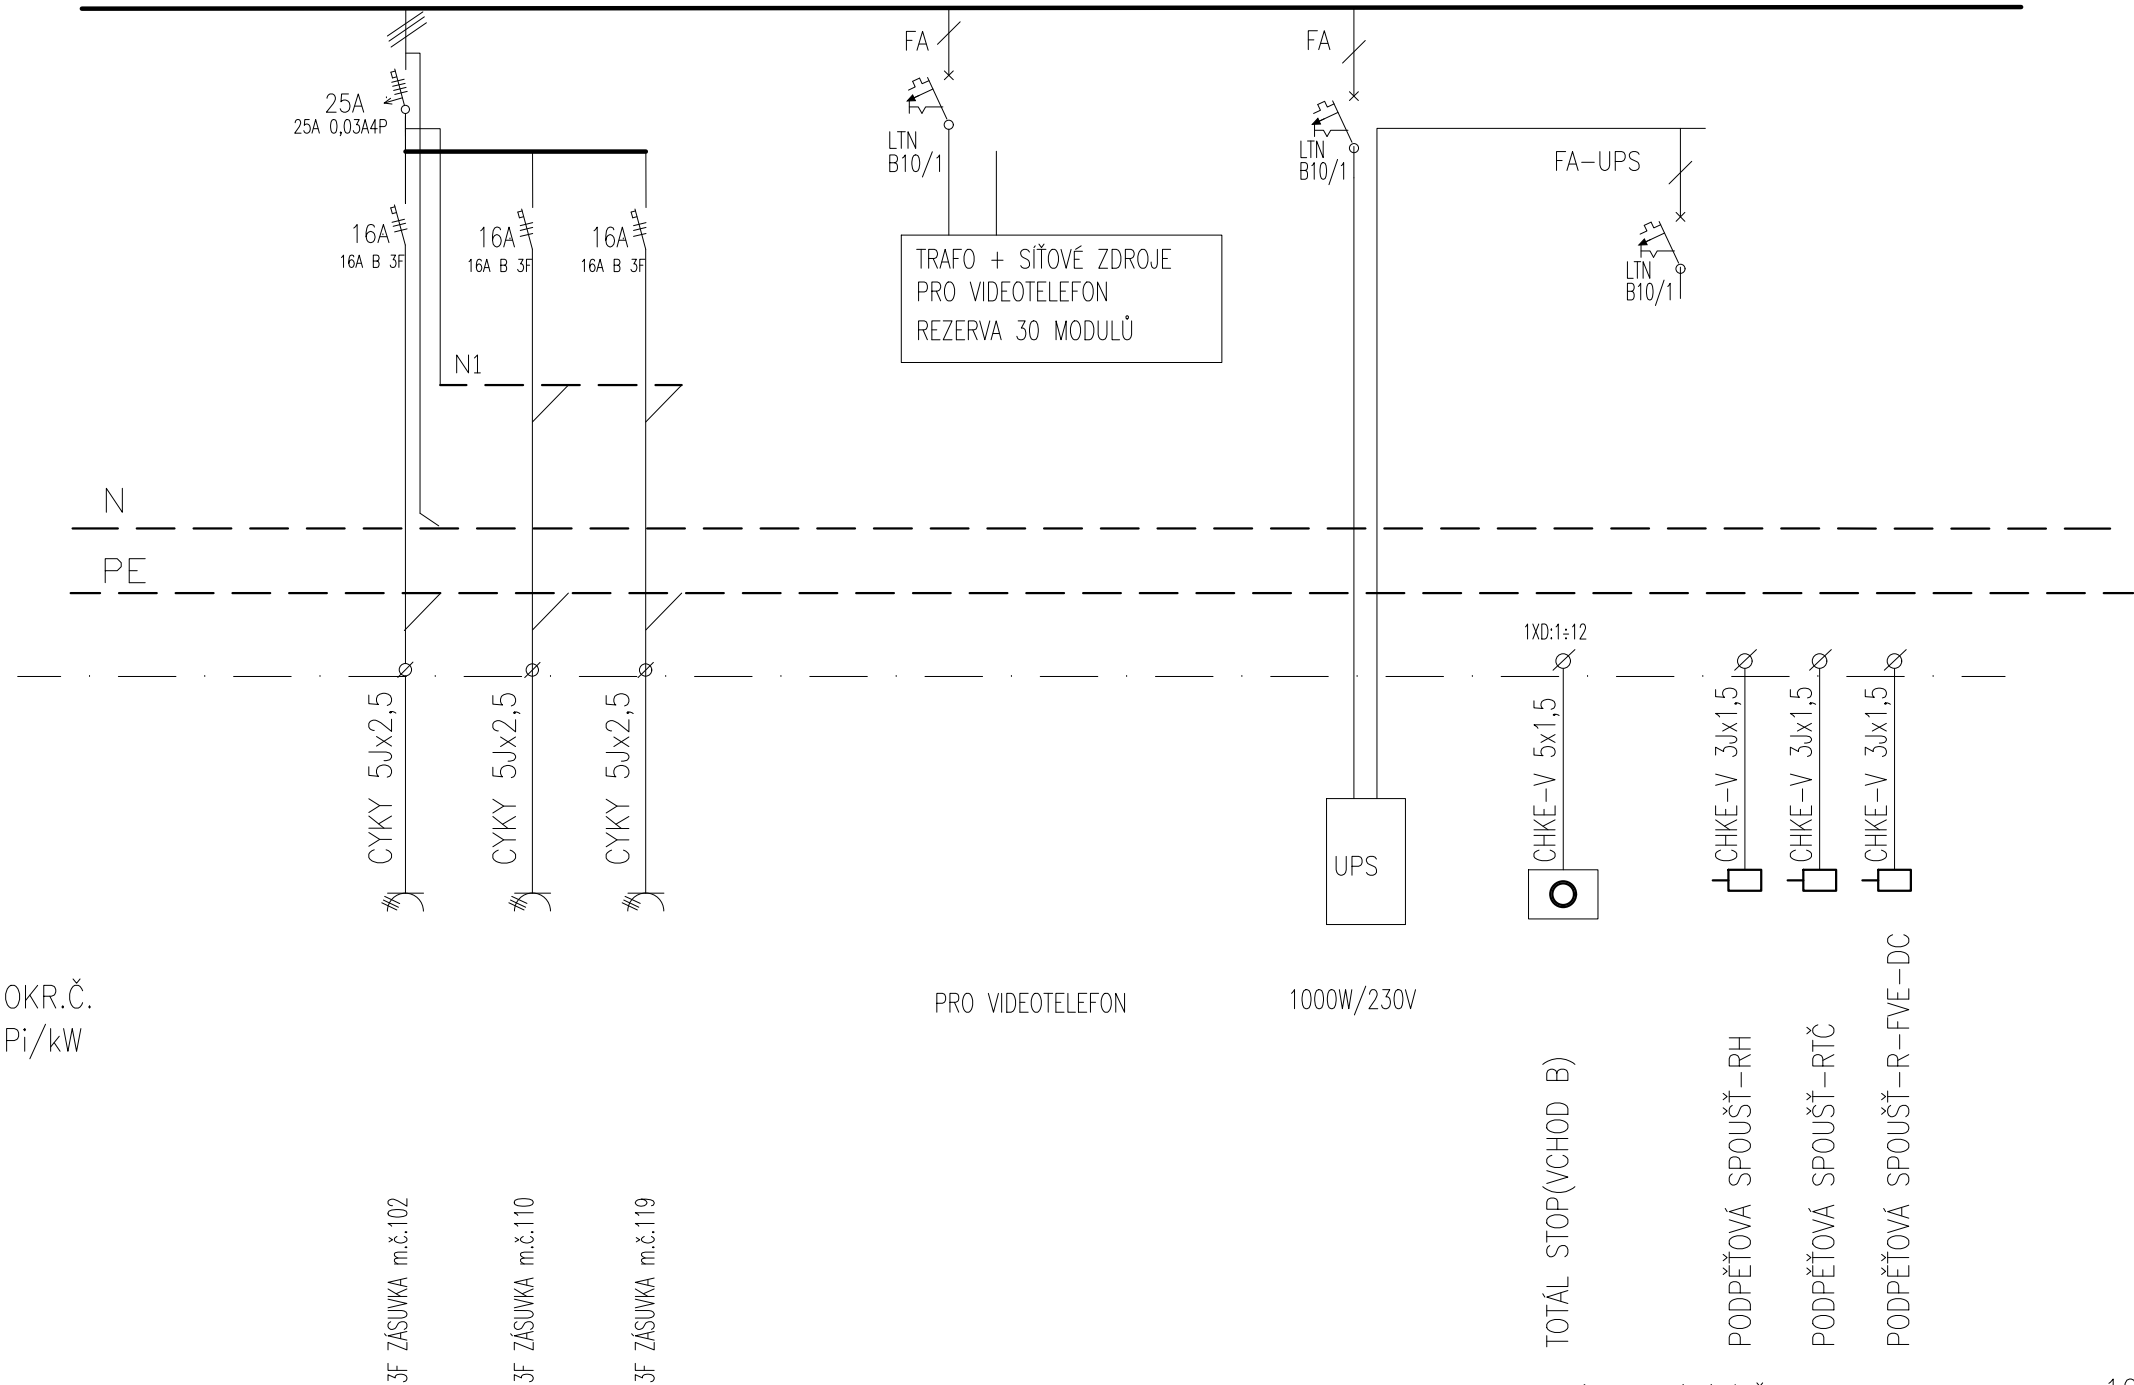 FA
FA
25A
25A 0,03A4P
LTN
B10/1
LTN
B10/1
FA-UPS
16A
16A B 3F
16A
16A B 3F
16A
16A B 3F
TRAFO + SÍŤOVÉ ZDROJE
PRO VIDEOTELEFON
REZERVA 30 MODULŮ
LTN
B10/1
N1
N
PE
1XD:1÷12
CYKY 5Jx2,5
CYKY 5Jx2,5
CYKY 5Jx2,5
CHKE-V 5x1,5
CHKE-V 3Jx1,5
CHKE-V 3Jx1,5
CHKE-V 3Jx1,5
UPS
OKR.Č.
Pi/kW
PRO VIDEOTELEFON
1000W/230V
3F ZÁSUVKA m.č.102
3F ZÁSUVKA m.č.110
3F ZÁSUVKA m.č.119
TOTÁL STOP(VCHOD B)
PODPĚŤOVÁ SPOUŠŤ-RH
PODPĚŤOVÁ SPOUŠŤ-RTČ
PODPĚŤOVÁ SPOUŠŤ-R-FVE-DC